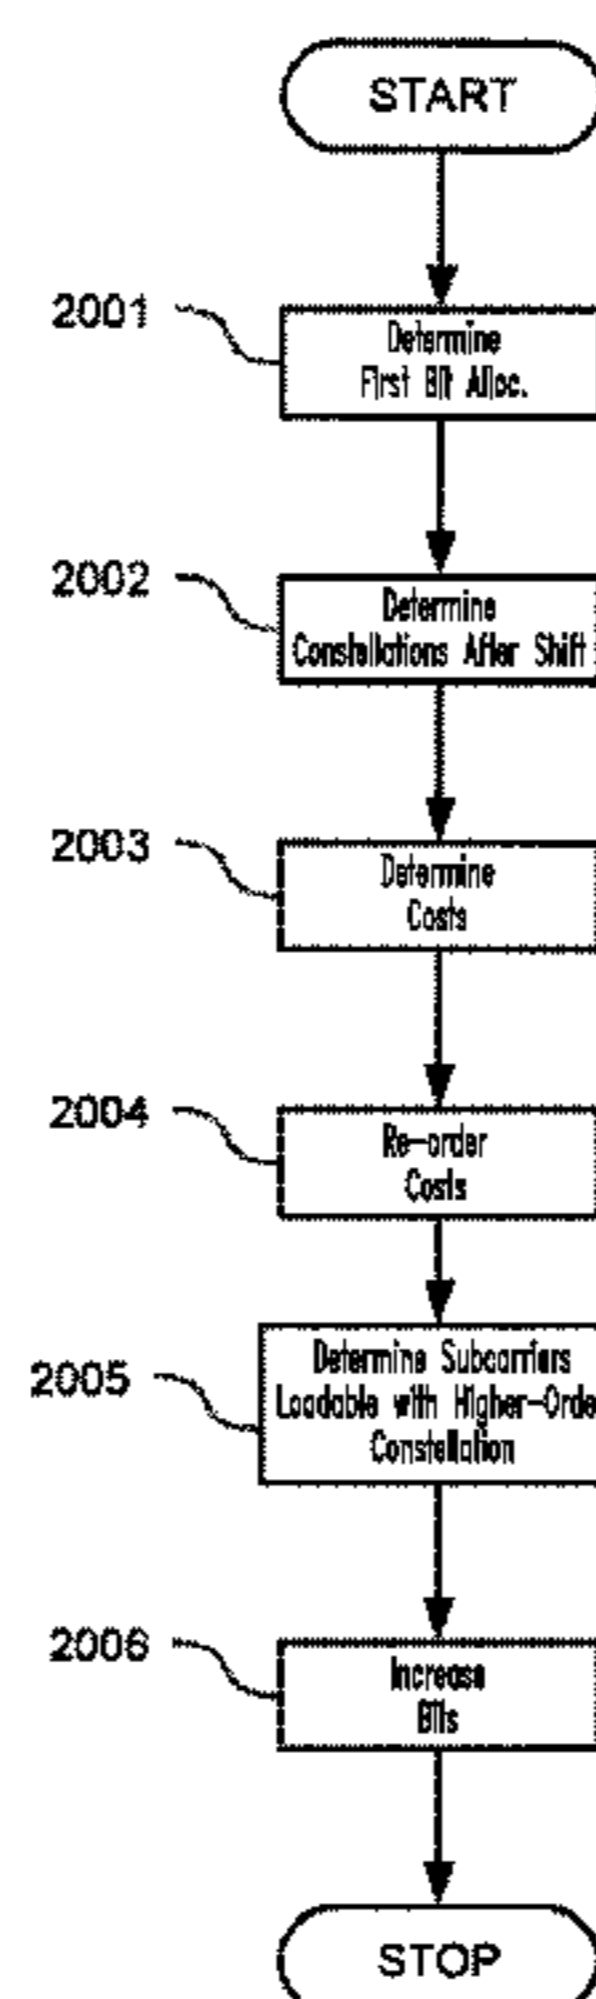 START
2001
Determine
First Bit Alloc.
2002
Determine
Constellations After Shift
2003
Determine
Costs
2004
Re-order
Costs
2005
Determine Subcarriers
Loadable with Higher-Orde
Constellation
2006
Increase
Bits
STOP